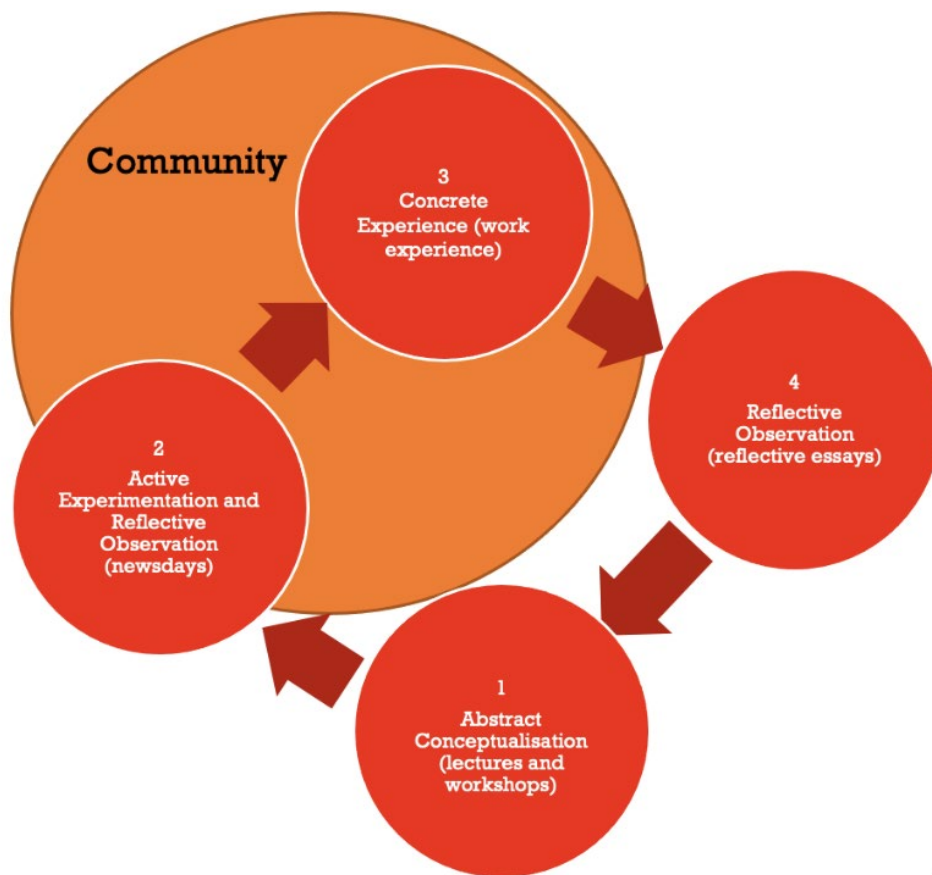 Community
3
Concrete
Experience (work
experience)
4
Reflective
Observation
(reflective essays)
2
Active
Experimentation and
Reflective
Observation
(newsdays)
1
Abstract
Conceptualisation
(lectures and
workshops)